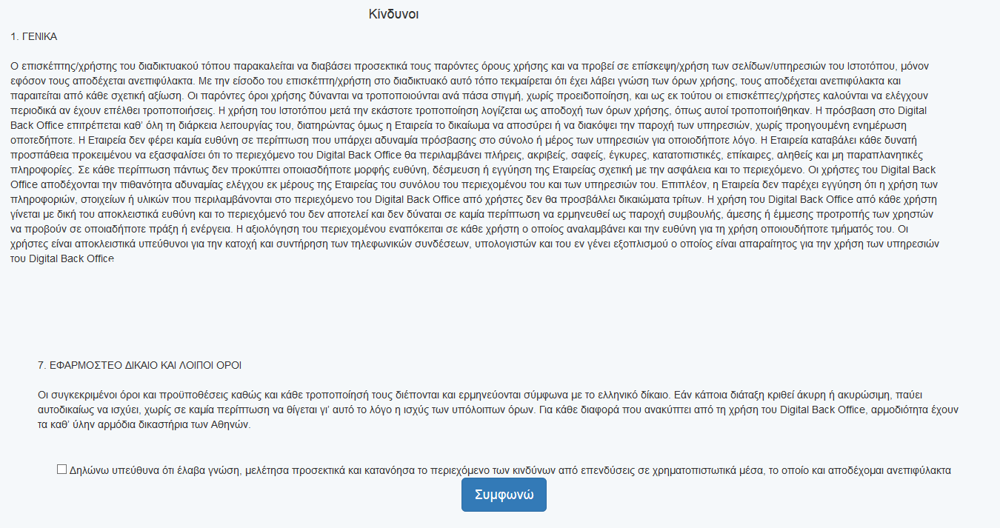 Κίνδυνοι
1. ΓΕΝΙΚΑ
Ο επισκέπτης/χρήστης του διαδικτυακού τόπου παρακαλείται να διαβάσει προσεκτικά τους παρόντες όρους χρήσης και να προβεί σε επίσκεψη/χρήση των σελίδων/υπηρεσιών του Ιστοτόπου, μόνον
εφόσον τους αποδέχεται ανεπιφύλακτα. Με την είσοδο του επισκέπτη/χρήστη στο διαδικτυακό αυτό τόπο τεκμαίρεται ότι έχει λάβει γνώση των όρων χρήσης, τους αποδέχεται ανεπιφύλακτα και
παραιτείται από κάθε σχετική αξίωση. Οι παρόντες όροι χρήσης δύνανται να τροποποιούνται ανά πάσα στιγμή, χωρίς προειδοποίηση, και ως εκ τούτου οι επισκέπτες/χρήστες καλούνται να ελέγχουν
περιοδικά αν έχουν επέλθει τροποποιήσεις. Η χρήση του Ιστοτόπου μετά την εκάστοτε τροποποίηση λογίζεται ως αποδοχή των όρων χρήσης, όπως αυτοί τροποποιήθηκαν. Η πρόσβαση στο Digital
Back Office επιτρέπεται καθ’ όλη τη διάρκεια λειτουργίας του, διατηρώντας όμως η Εταιρεία το δικαίωμα να αποσύρει ή να διακόψει την παροχή των υπηρεσιών, χωρίς προηγουμένη ενημέρωση
οποτεδήποτε. Η Εταιρεία δεν φέρει καμία ευθύνη σε περίπτωση που υπάρχει αδυναμία πρόσβασης στο σύνολο ή μέρος των υπηρεσιών για οποιοδήποτε λόγο. Η Εταιρεία καταβάλει κάθε δυνατή
προσπάθεια προκειμένου να εξασφαλίσει ότι το περιεχόμενο του Digital Back Office θα περιλαμβάνει πλήρεις, ακριβείς, σαφείς, έγκυρες, κατατοπιστικές, επίκαιρες, αληθείς και μη παραπλανητικές
πληροφορίες. Σε κάθε περίπτωση πάντως δεν προκύπτει οποιασδήποτε μορφής ευθύνη, δέσμευση ή εγγύηση της Εταιρείας σχετική με την ασφάλεια και το περιεχόμενο. Οι χρήστες του Digital Back
Office αποδέχονται την πιθανότητα αδυναμίας ελέγχου εκ μέρους της Εταιρείας του συνόλου του περιεχομένου του και των υπηρεσιών του. Επιπλέον, η Εταιρεία δεν παρέχει εγγύηση ότι η χρήση των
πληροφοριών, στοιχείων ή υλικών που περιλαμβάνονται στο περιεχόμενο του Digital Back Office από χρήστες δεν θα προσβάλλει δικαιώματα τρίτων. Η χρήση του Digital Back Office από κάθε χρήστη
γίνεται με δική του αποκλειστικά ευθύνη και το περιεχόμενό του δεν αποτελεί και δεν δύναται σε καμία περίπτωση να ερμηνευθεί ως παροχή συμβουλής, άμεσης ή έμμεσης προτροπής των χρηστών
να προβούν σε οποιαδήποτε πράξη ή ενέργεια. Η αξιολόγηση του περιεχομένου εναπόκειται σε κάθε χρήστη ο οποίος αναλαμβάνει και την ευθύνη για τη χρήση οποιουδήποτε τμήματός του. Οι
χρήστες είναι αποκλειστικά υπεύθυνοι για την κατοχή και συντήρηση των τηλεφωνικών συνδέσεων, υπολογιστών και του εν γένει εξοπλισμού ο οποίος είναι απαραίτητος για την χρήση των υπηρεσιών
του Digital Back Office
7. ΕΦΑΡΜΟΣΤΕΟ ΔΙΚΑΙΟ ΚΑΙ ΛΟΙΠΟΙ ΟΡΟΙ
Οι συγκεκριμένοι όροι και προϋποθέσεις καθώς και κάθε τροποποίησή τους διέπονται και ερμηνεύονται σύμφωνα με το ελληνικό δίκαιο. Εάν κάποια διάταξη κριθεί άκυρη ή ακυρώσιμη, παύει
αυτοδικαίως να ισχύει, χωρίς σε καμία περίπτωση να θίγεται γι’ αυτό το λόγο η ισχύς των υπόλοιπων όρων. Για κάθε διαφορά που ανακύπτει από τη χρήση του Digital Back Office, αρμοδιότητα έχουν
τα καθ’ ύλην αρμόδια δικαστήρια των Αθηνών.
Δηλώνω υπεύθυνα ότι έλαβα γνώση, μελέτησα προσεκτικά και κατανόησα το περιεχόμενο των κινδύνων από επενδύσεις σε χρηματοπιστωτικά μέσα, το οποίο και αποδέχομαι ανεπιφύλακτα
Συμφωνώ